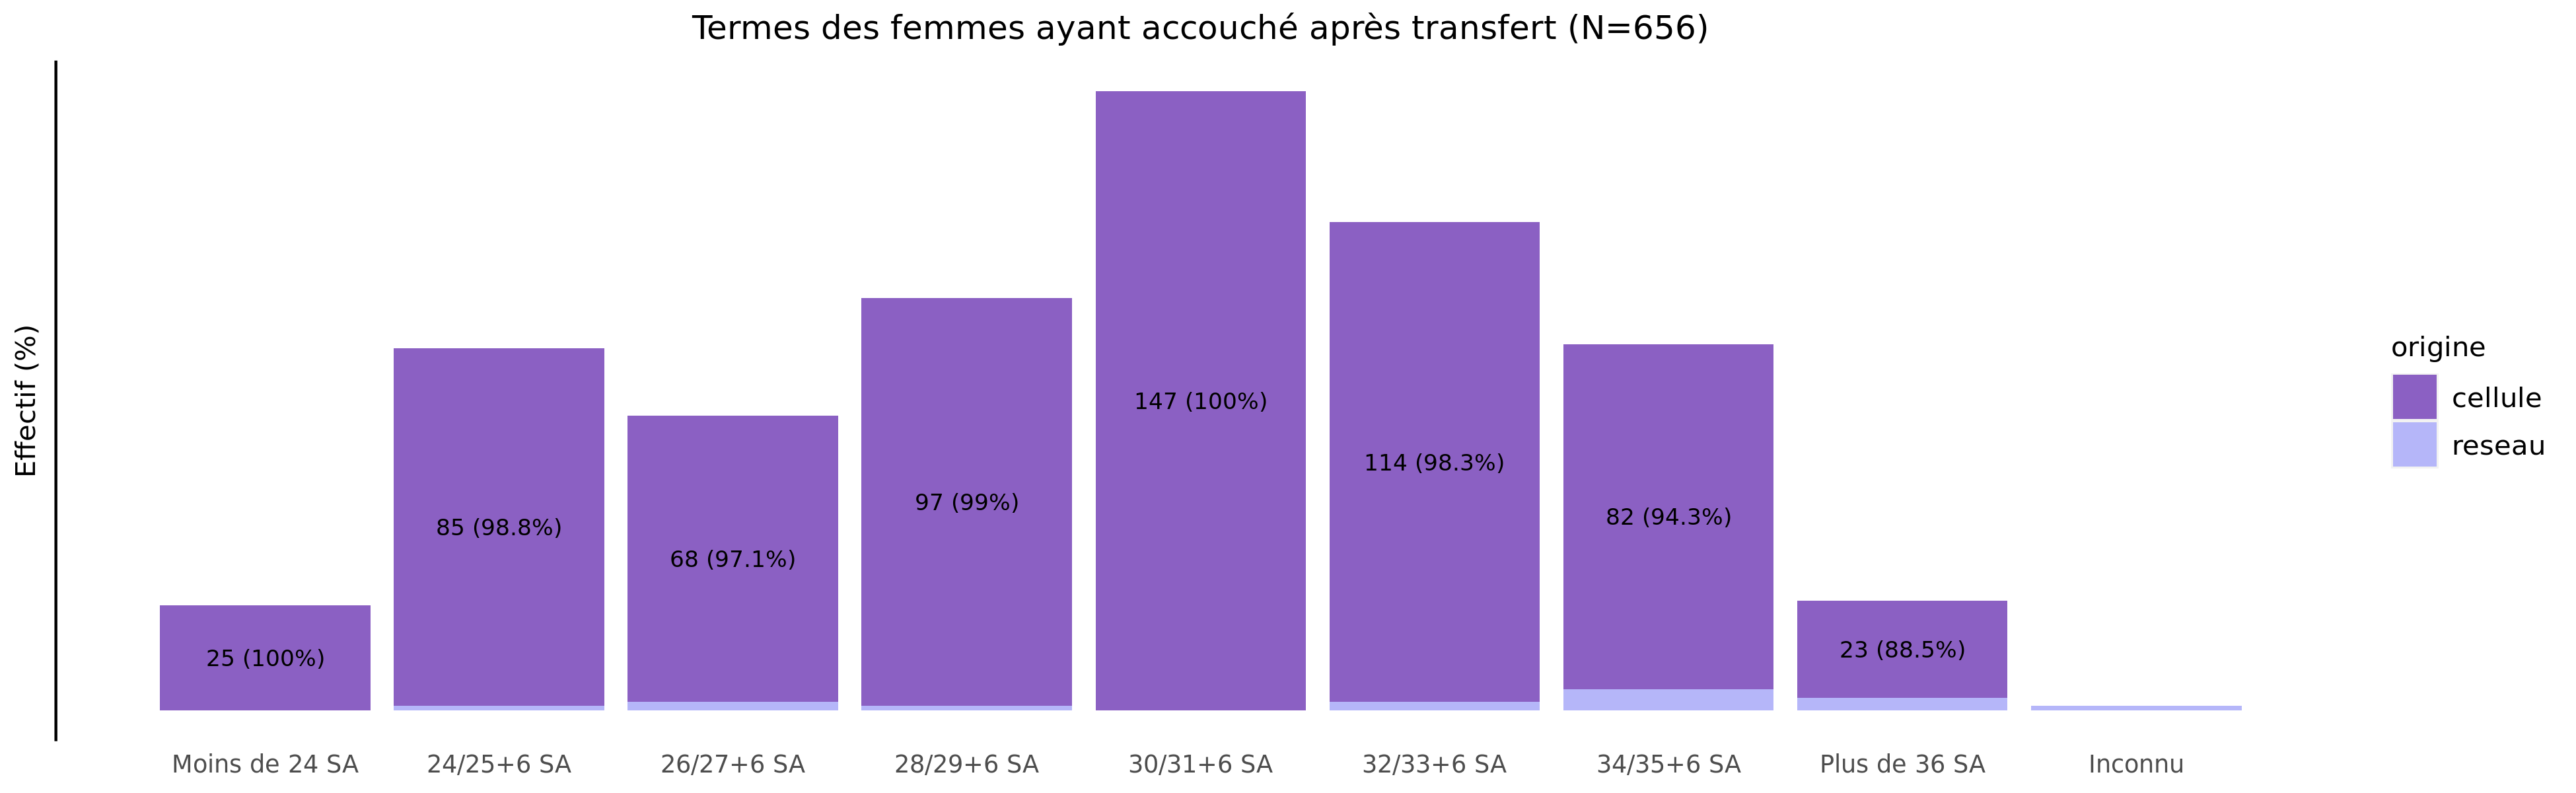 Termes des femmes ayant accouché après transfert (N=656)
Effectif (%)
25 (100%)
85 (98.8%)
68 (97.1%)
97 (99%)
147 (100%)
114 (98.3%)
82 (94.3%)
23 (88.5%)
Moins de 24 SA
24/25+6 SA
26/27+6 SA
28/29+6 SA
30/31+6 SA
32/33+6 SA
34/35+6 SA
Plus de 36 SA
Inconnu
origine
cellule
reseau